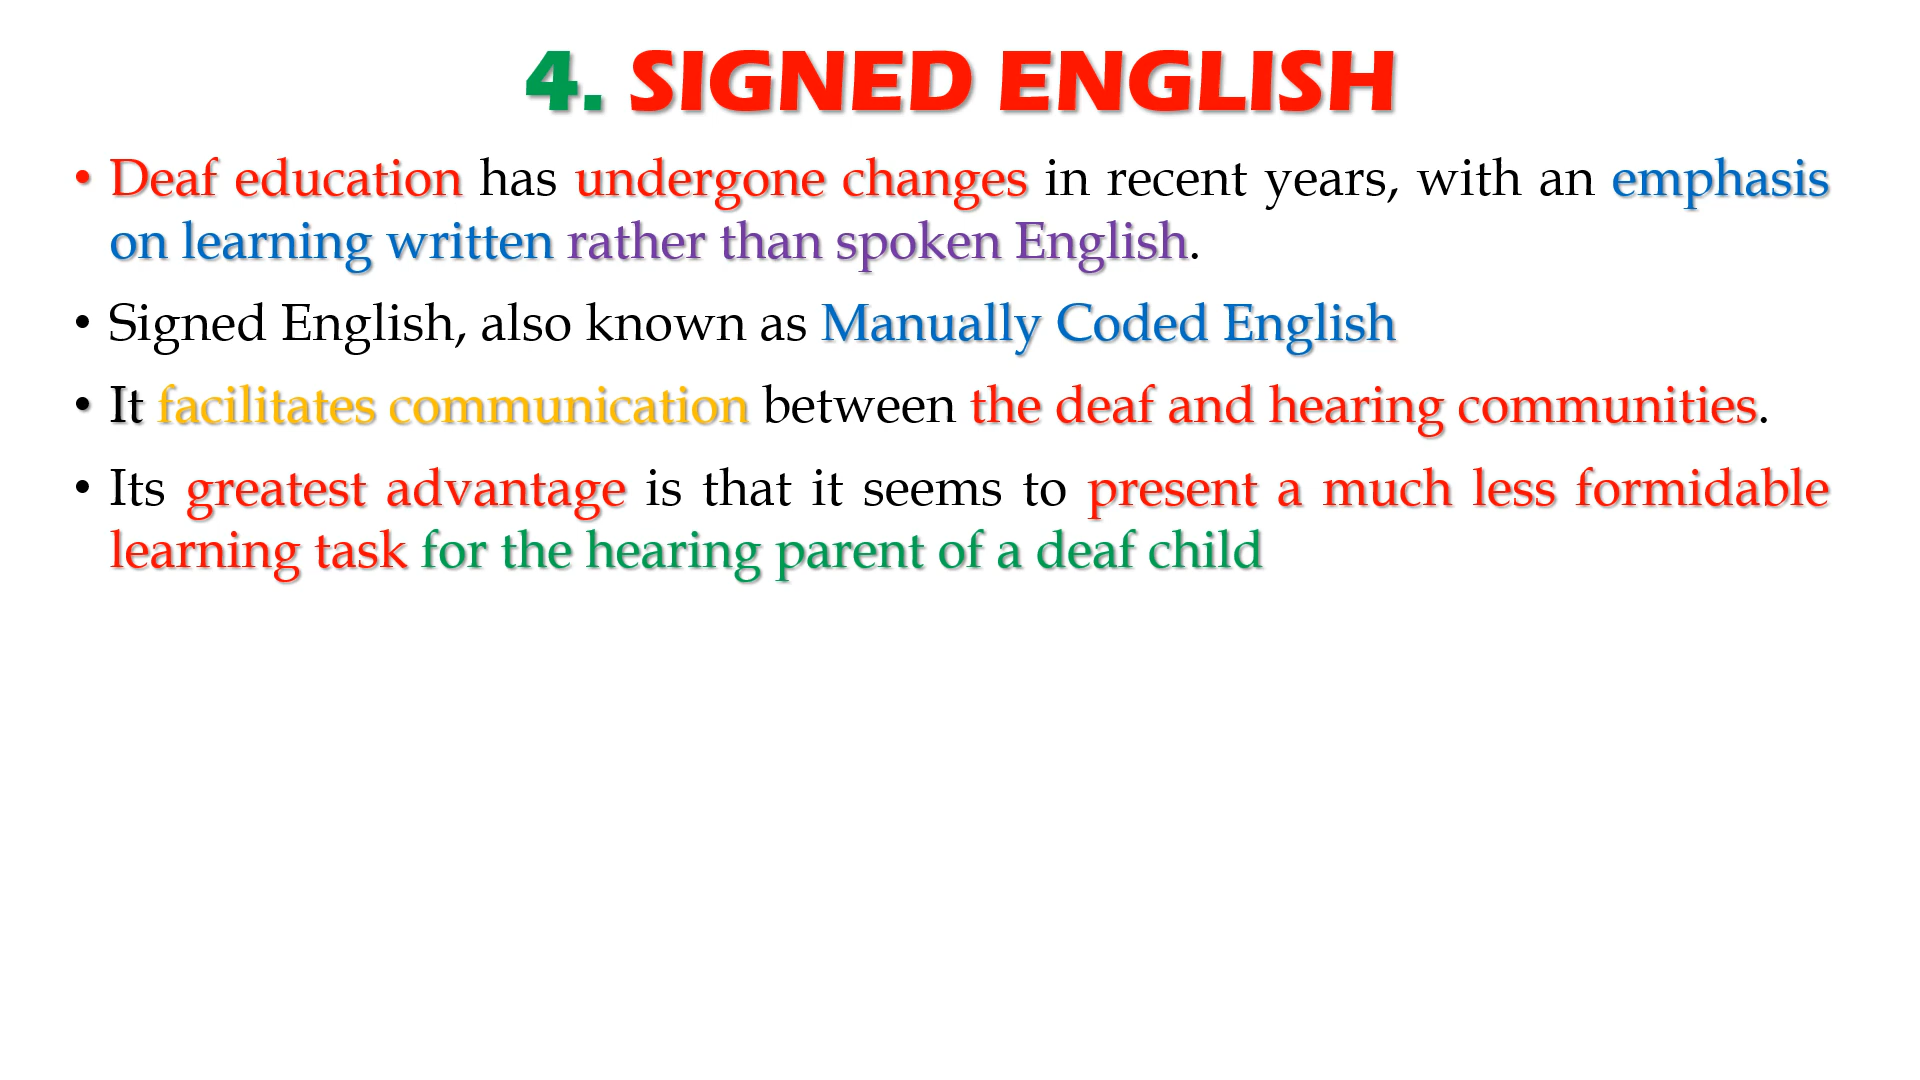 4. SIGNED ENGLISH
• Deaf education has undergone changes in recent years, with an emphasis
on learning written rather than spoken English.
• Signed English, also known as Manually Coded English
• It facilitates communication between the deaf and hearing communities.
• Its greatest advantage is that it seems to present a much less formidable
learning task for the hearing parent of a deaf child